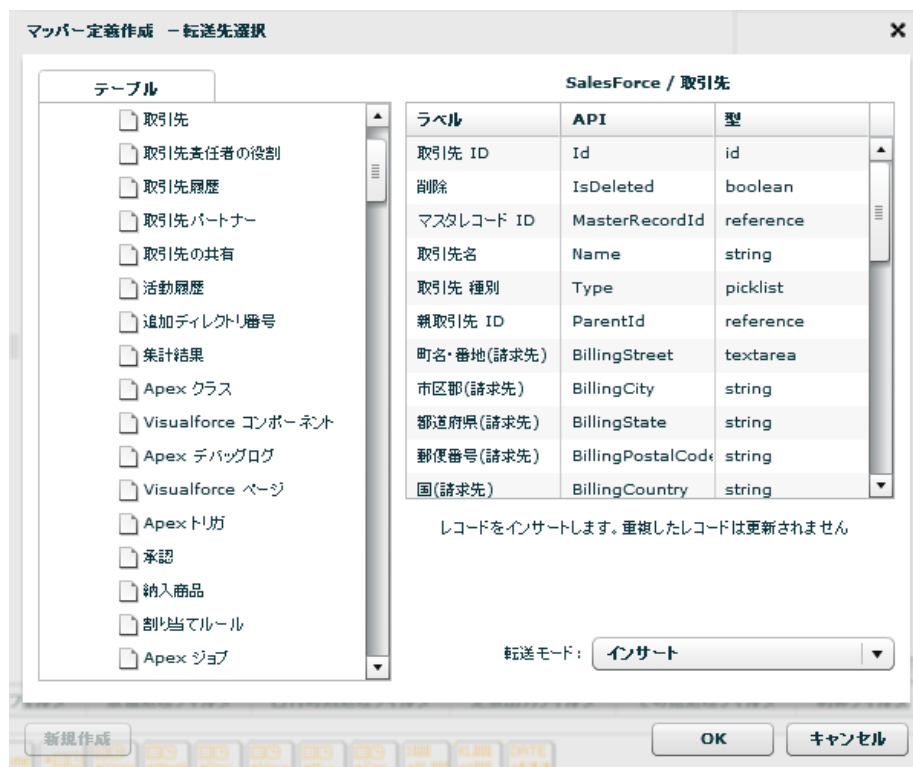 マッパー定義作成 －転送先選択
テーブル
取引先
取引先責任者の役割
取引先履歴
取引先パートナー
取引先の共有
活動履歴
追加ディレクトリ番号
集計結果
Apex クラス
Visualforce コンポーネント
Apex デバッグログ
Visualforce ページ
Apex トリガ
承認
納入商品
割り当てルール
Apex ジョブ
SalesForce / 取引先
ラベル API 型
取引先 ID Id id
削除 IsDeleted boolean
マスタレコード ID MasterRecordId reference
取引先名 Name string
取引先 種別 Type picklist
親取引先 ID ParentId reference
町名・番地(請求先) BillingStreet textarea
市区郡(請求先) BillingCity string
都道府県(請求先) BillingState string
郵便番号(請求先) BillingPostalCode string
国(請求先) BillingCountry string
レコードをインサートします。重複したレコードは更新されません
転送モード： インサート
新規作成
OK キャンセル